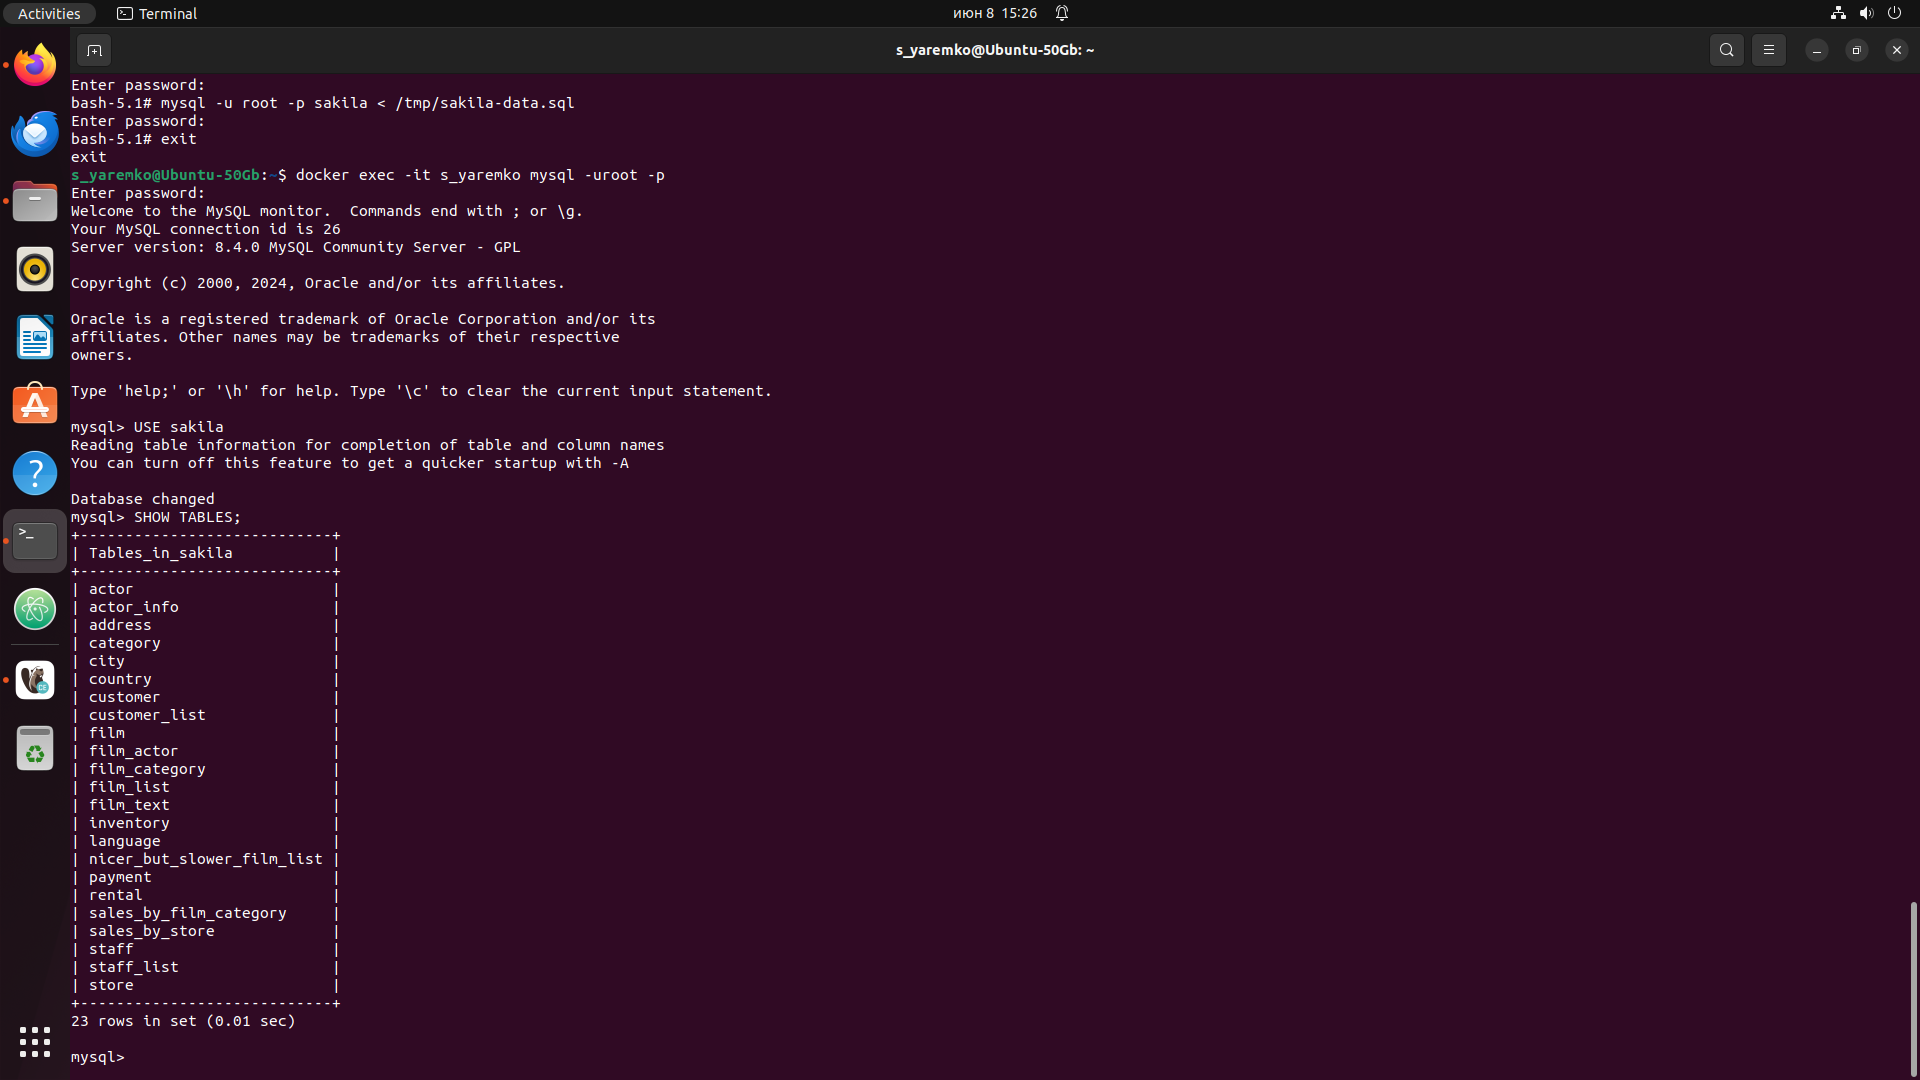 Activities
Terminal
июн 8 15:26
s_yaremko@Ubuntu-50Gb: ~
Enter password:
bash-5.1# mysql -u root -p sakila < /tmp/sakila-data.sql
Enter password:
bash-5.1# exit
exit
s_yaremko@Ubuntu-50Gb:~$ docker exec -it s_yaremko mysql -uroot -p
Enter password:
Welcome to the MySQL monitor.  Commands end with ; or \g.
Your MySQL connection id is 26
Server version: 8.4.0 MySQL Community Server - GPL
Copyright (c) 2000, 2024, Oracle and/or its affiliates.
Oracle is a registered trademark of Oracle Corporation and/or its
affiliates. Other names may be trademarks of their respective
owners.
Type 'help;' or '\h' for help. Type '\c' to clear the current input statement.
mysql> USE sakila
Reading table information for completion of table and column names
You can turn off this feature to get a quicker startup with -A
Database changed
mysql> SHOW TABLES;
+----------------------------+
| Tables_in_sakila           |
+----------------------------+
| actor                      |
| actor_info                 |
| address                    |
| category                   |
| city                       |
| country                    |
| customer                   |
| customer_list              |
| film                       |
| film_actor                 |
| film_category              |
| film_list                  |
| film_text                  |
| inventory                  |
| language                   |
| nicer_but_slower_film_list |
| payment                    |
| rental                     |
| sales_by_film_category     |
| sales_by_store             |
| staff                      |
| staff_list                 |
| store                      |
+----------------------------+
23 rows in set (0.01 sec)
mysql>